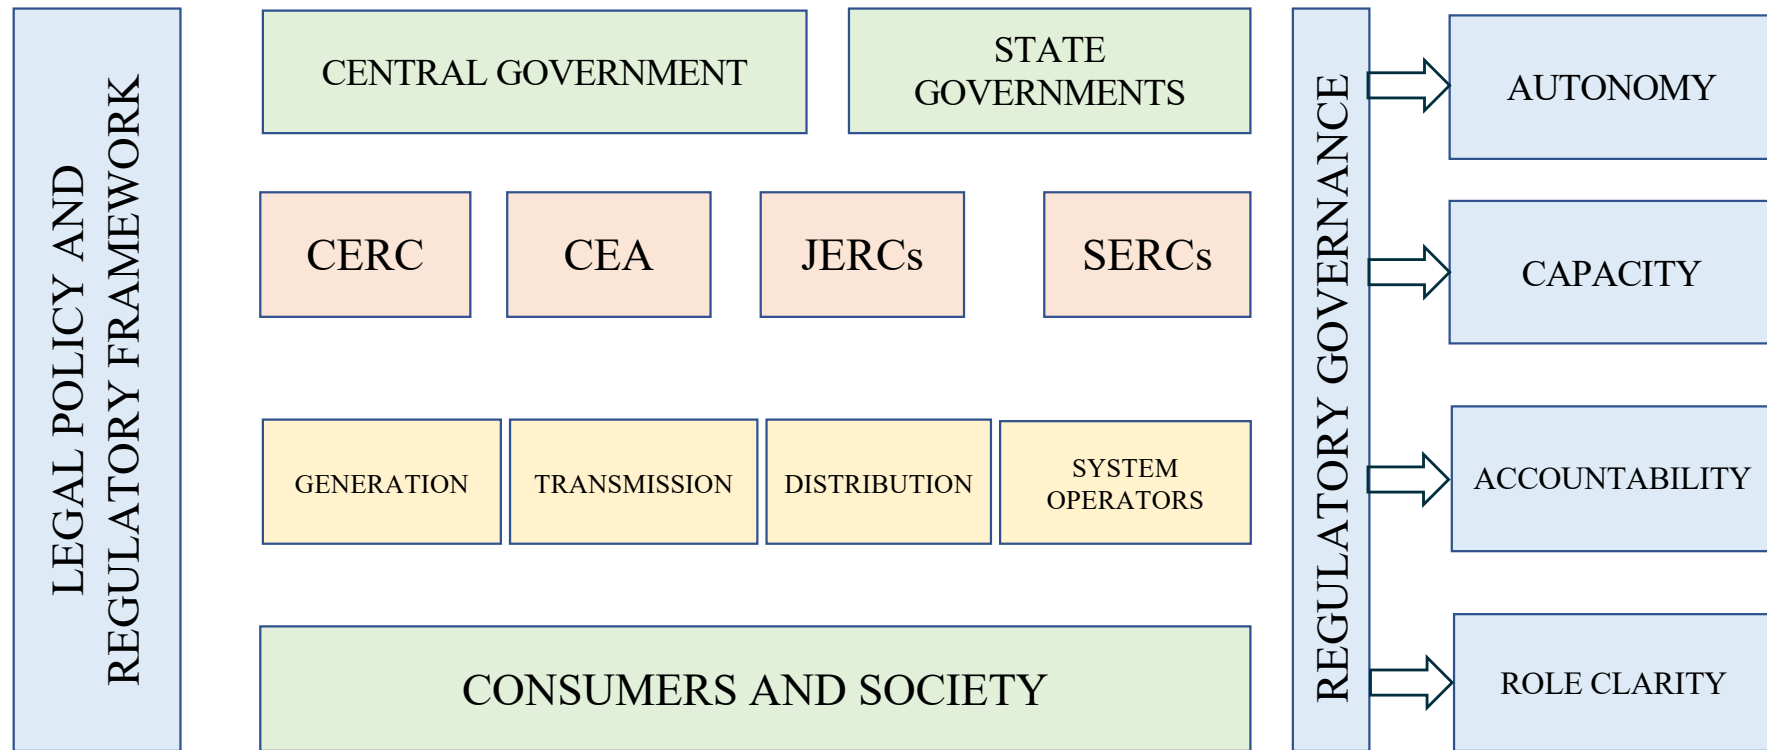 LEGAL POLICY AND
REGULATORY FRAMEWORK
CENTRAL GOVERNMENT
STATE
GOVERNMENTS
CERC
CEA
JERCs
SERCs
GENERATION
TRANSMISSION
DISTRIBUTION
SYSTEM
OPERATORS
CONSUMERS AND SOCIETY
REGULATORY GOVERNANCE
AUTONOMY
CAPACITY
ACCOUNTABILITY
ROLE CLARITY